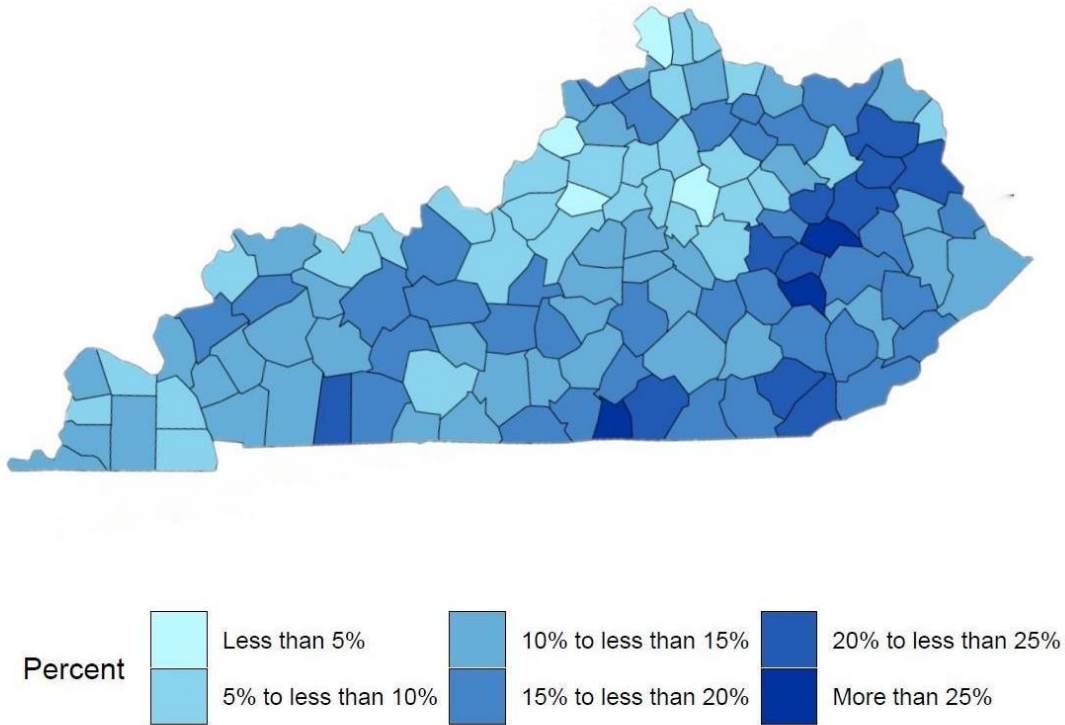 Percent
Less than 5%
5% to less than 10%
10% to less than 15%
15% to less than 20%
20% to less than 25%
More than 25%